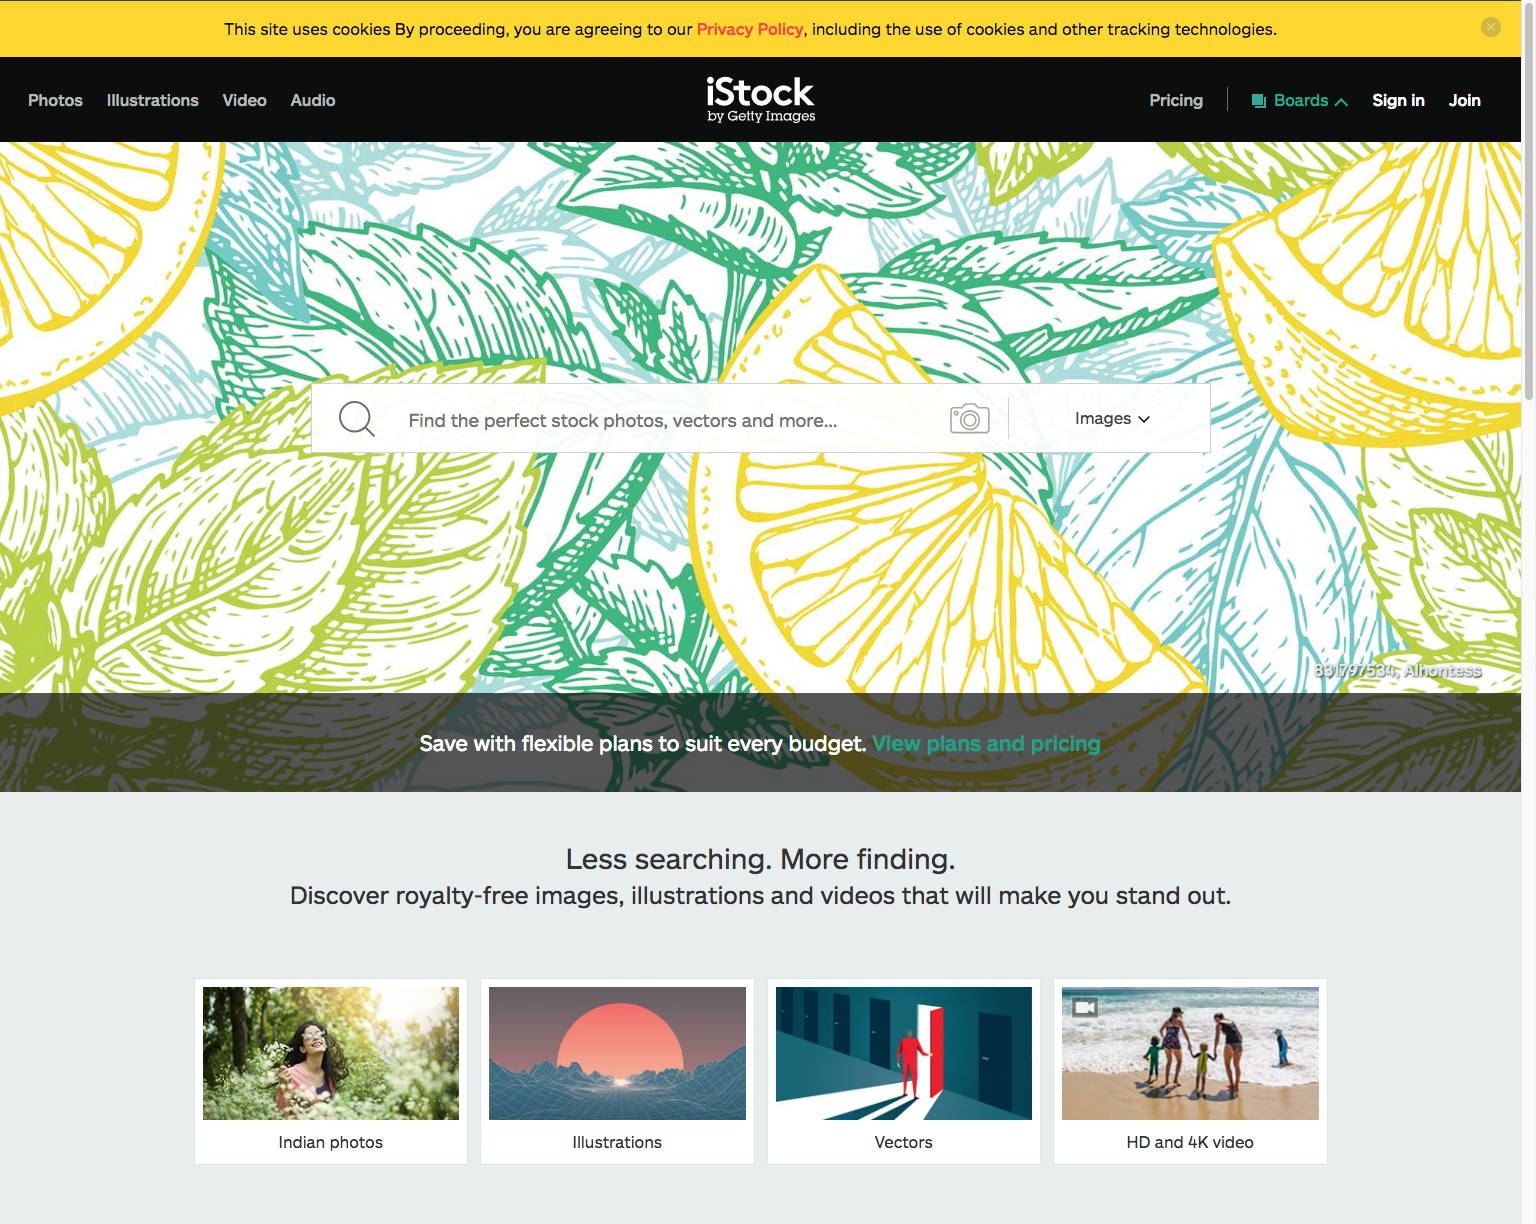 This site uses cookies By proceeding, you are agreeing to our Privacy Policy, including the use of cookies and other tracking technologies.
Photos Illustrations Video Audio
iStock
by Getty Images
Pricing Boards Sign in Join
Find the perfect stock photos, vectors and more...
Images
831797534, Alhontess
Save with flexible plans to suit every budget. View plans and pricing
Less searching. More finding.
Discover royalty-free images, illustrations and videos that will make you stand out.
Indian photos
Illustrations
Vectors
HD and 4K video